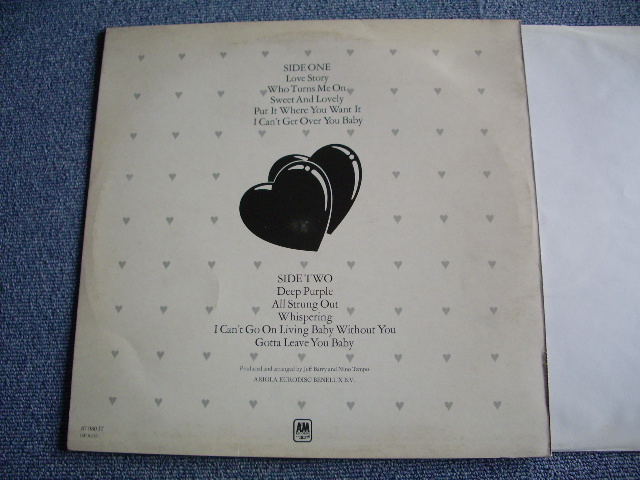 SIDE ONE
Love Story
Who Turns Me On
Sweet And Lovely
Put It Where You Want It
I Can't Get Over You Baby
SIDE TWO
Deep Purple
All Strung Out
Whispering
I Can't Go On Living Baby Without You
Gotta Leave You Baby
Produced and arranged by Jeff Barry and Nino Tempo
ARIOLA EURODISC BENELUX B.V.
A&M